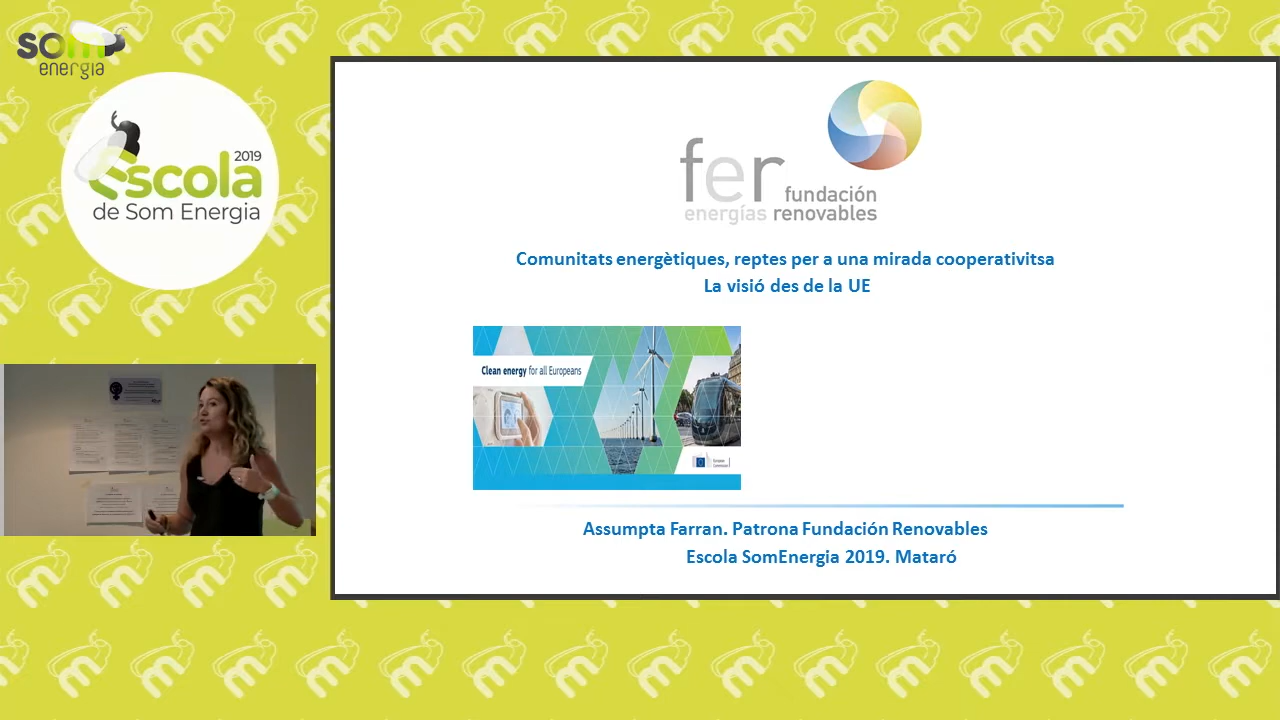 som
energia
2019
Escola
de Som Energia
fer
fundación
energías renovables
Comunitats energètiques, reptes per a una mirada cooperativitsa
La visió des de la UE
Clean energy for all Europeans
European
Commission
Assumpta Farran. Patrona Fundación Renovables
Escola SomEnergia 2019. Mataró